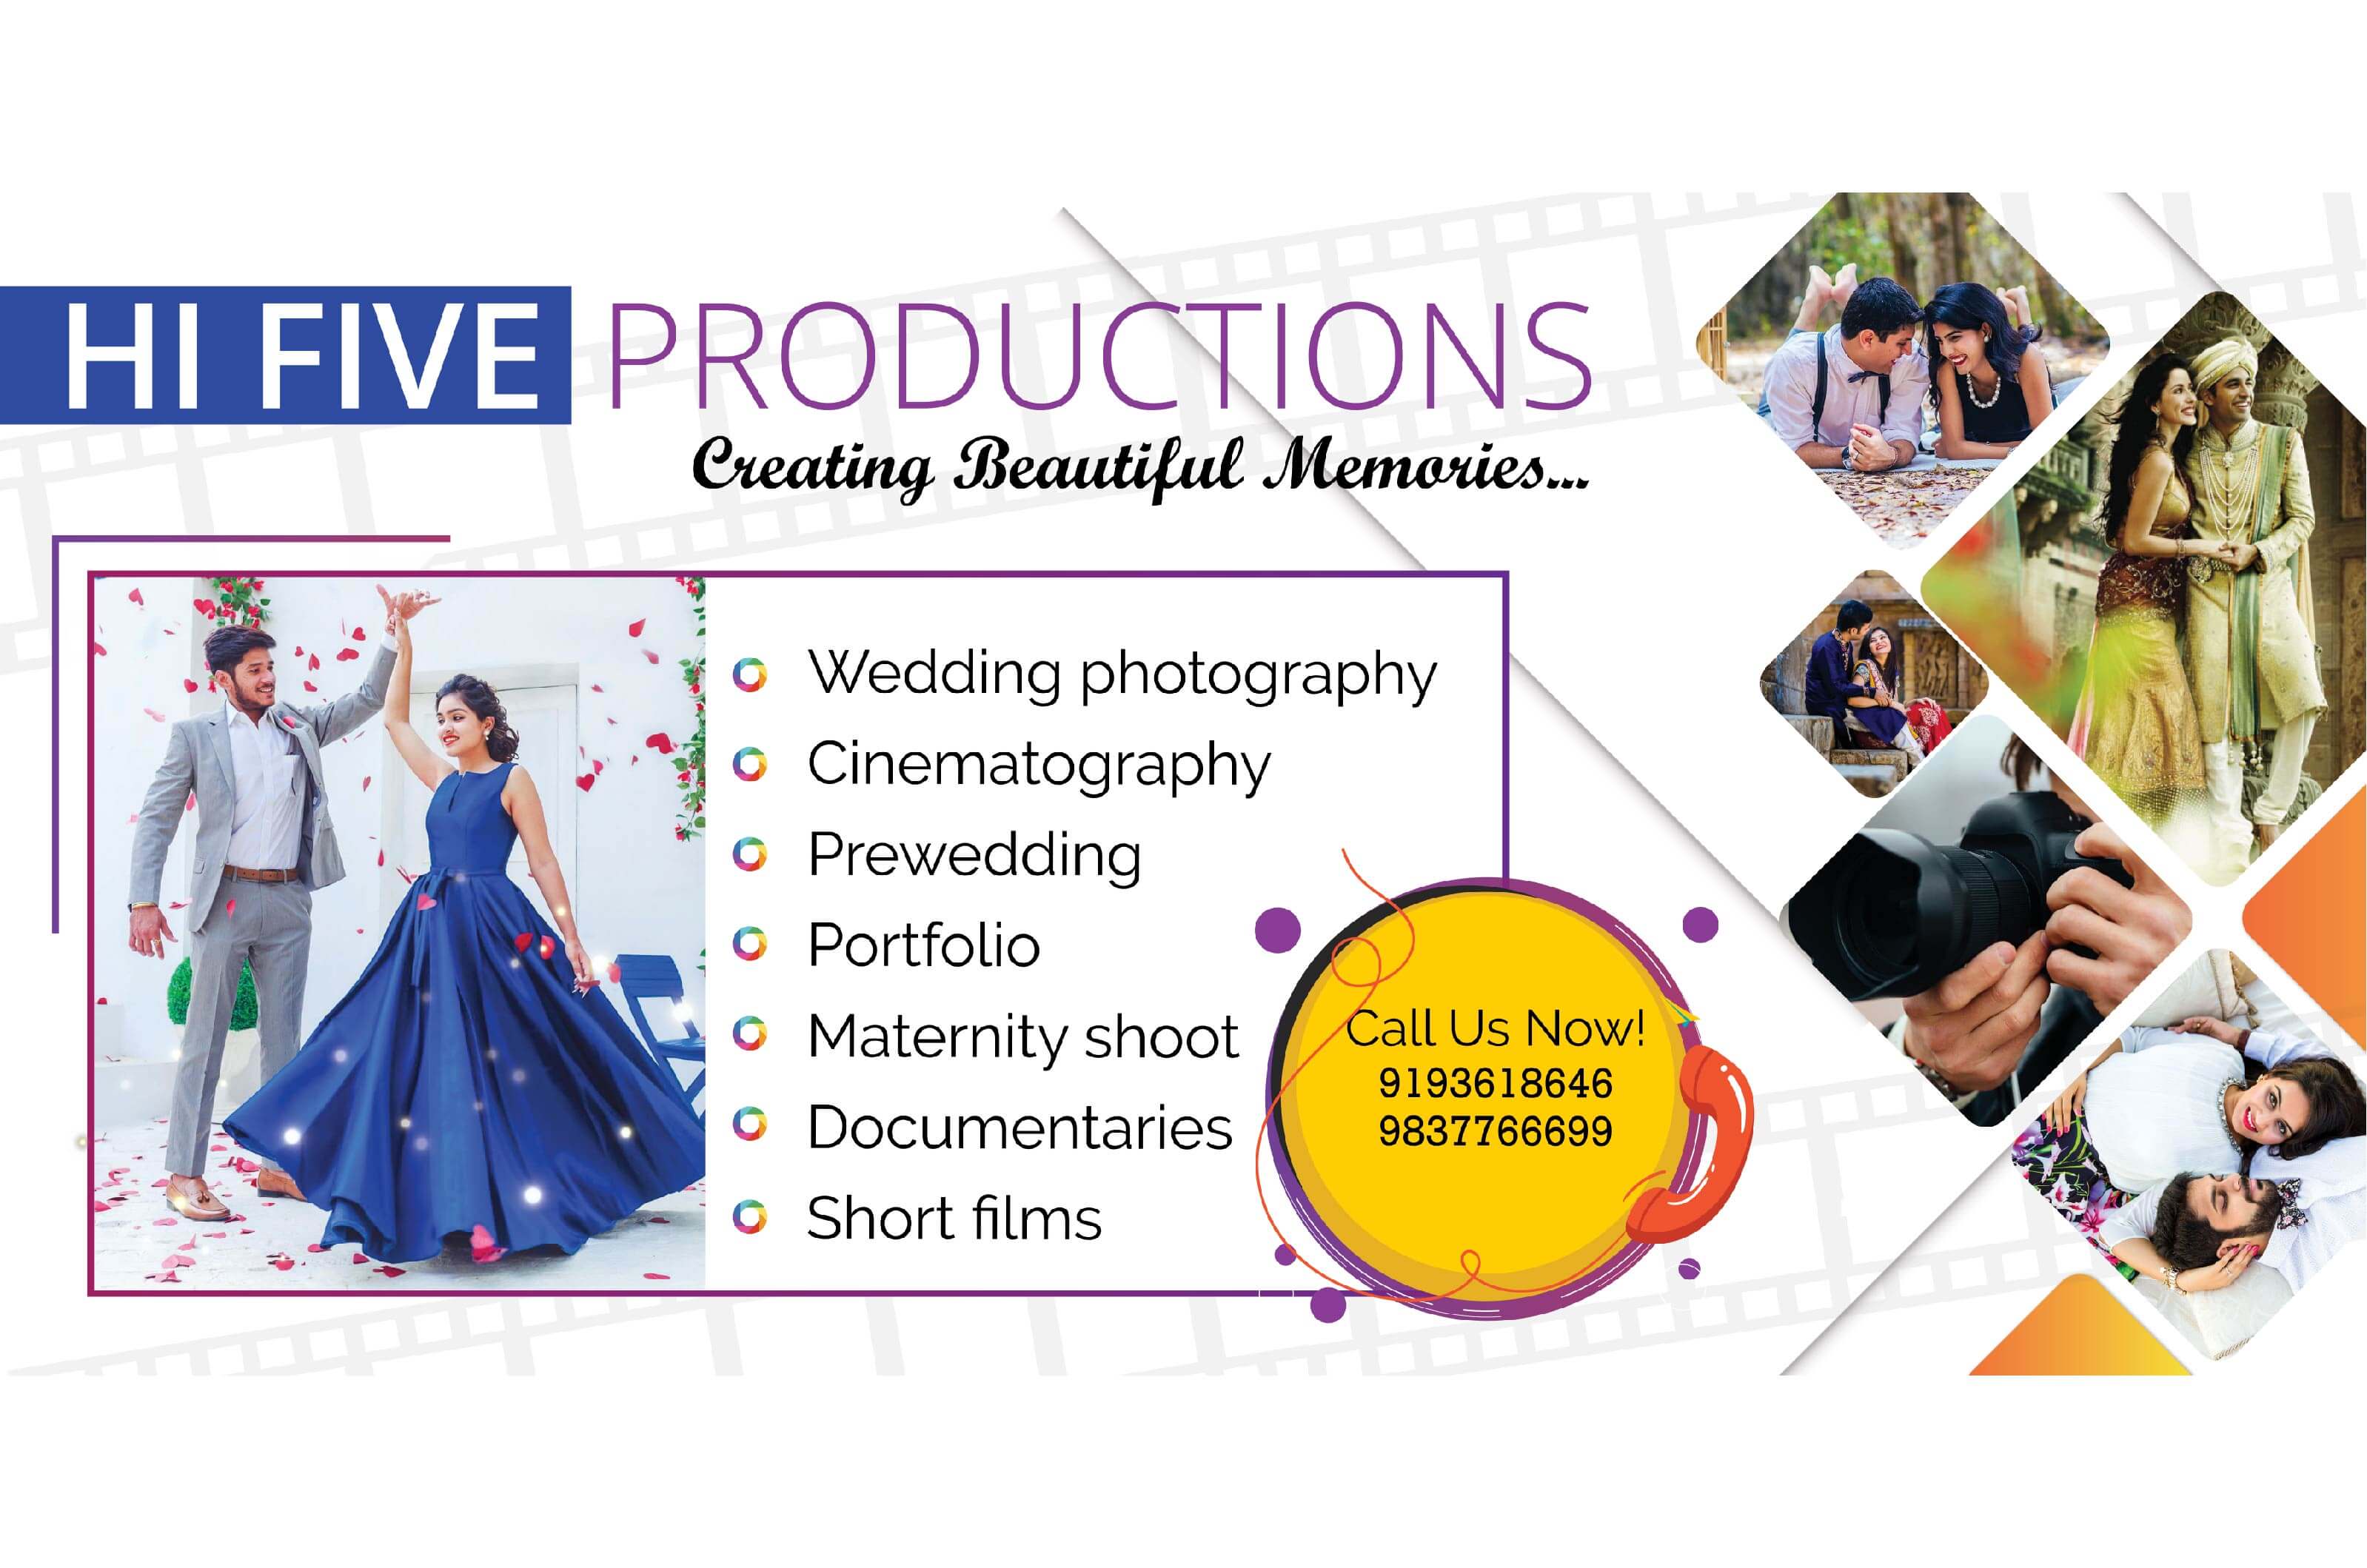 HI FIVE PRODUCTIONS
Creating Beautiful Memories...
Wedding photography
Cinematography
Prewedding
Portfolio
Maternity shoot
Documentaries
Short films
Call Us Now!
9193618646
9837766699